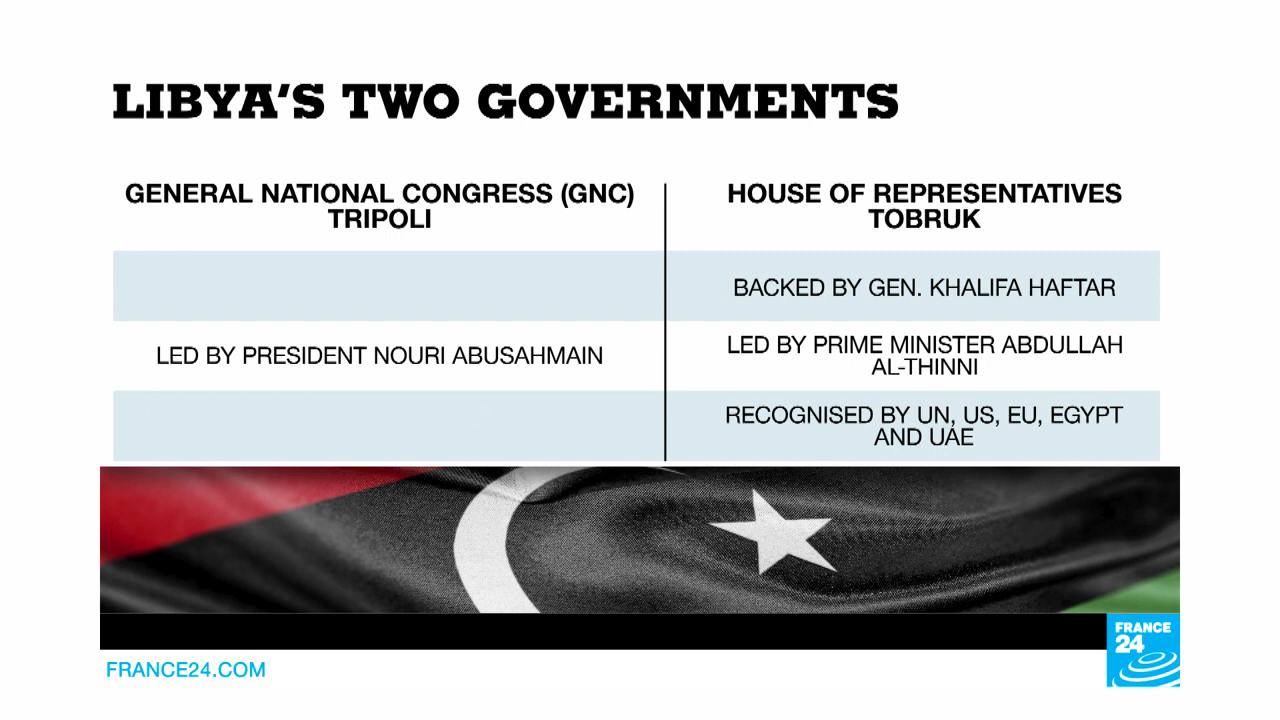 LIBYA'S TWO GOVERNMENTS
GENERAL NATIONAL CONGRESS (GNC)
TRIPOLI
LED BY PRESIDENT NOURI ABUSAHMAIN
HOUSE OF REPRESENTATIVES
TOBRUK
BACKED BY GEN. KHALIFA HAFTAR
LED BY PRIME MINISTER ABDULLAH
AL-THINNI
RECOGNISED BY UN, US, EU, EGYPT
AND UAE
FRANCE
24
FRANCE24.COM